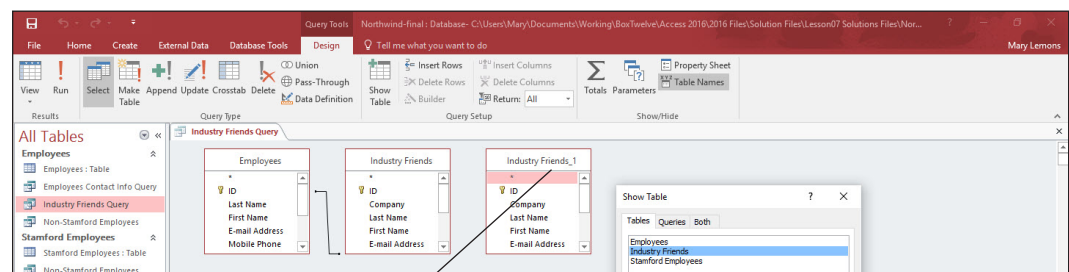 Query Tools
Northwind-final : Database- C:\Users\Mary\Documents\Working\BoxTwelve\Access 2016\2016 Files\Solution Files\Lesson07 Solutions Files\Nor...
?
File Home Create External Data Database Tools Design Tell me what you want to do Mary Lemons
View Run Select Make Table Append Update Crosstab Delete
Union
Pass-Through
Data Definition
Show Table
Insert Rows
Delete Rows
Builder
Insert Columns
Delete Columns
Return: All
Totals Parameters
Property Sheet
Table Names
Results Query Type Query Setup Show/Hide
All Tables
Employees
Employees : Table
Employees Contact Info Query
Industry Friends Query
Non-Stamford Employees
Stamford Employees
Stamford Employees : Table
Non-Stamford Employees
Industry Friends Query
Employees
*
ID
Last Name
First Name
E-mail Address
Mobile Phone
Industry Friends
*
ID
Company
Last Name
First Name
E-mail Address
Industry Friends_1
*
ID
Company
Last Name
First Name
E-mail Address
Show Table ?
Tables Queries Both
Employees
Industry Friends
Stamford Employees